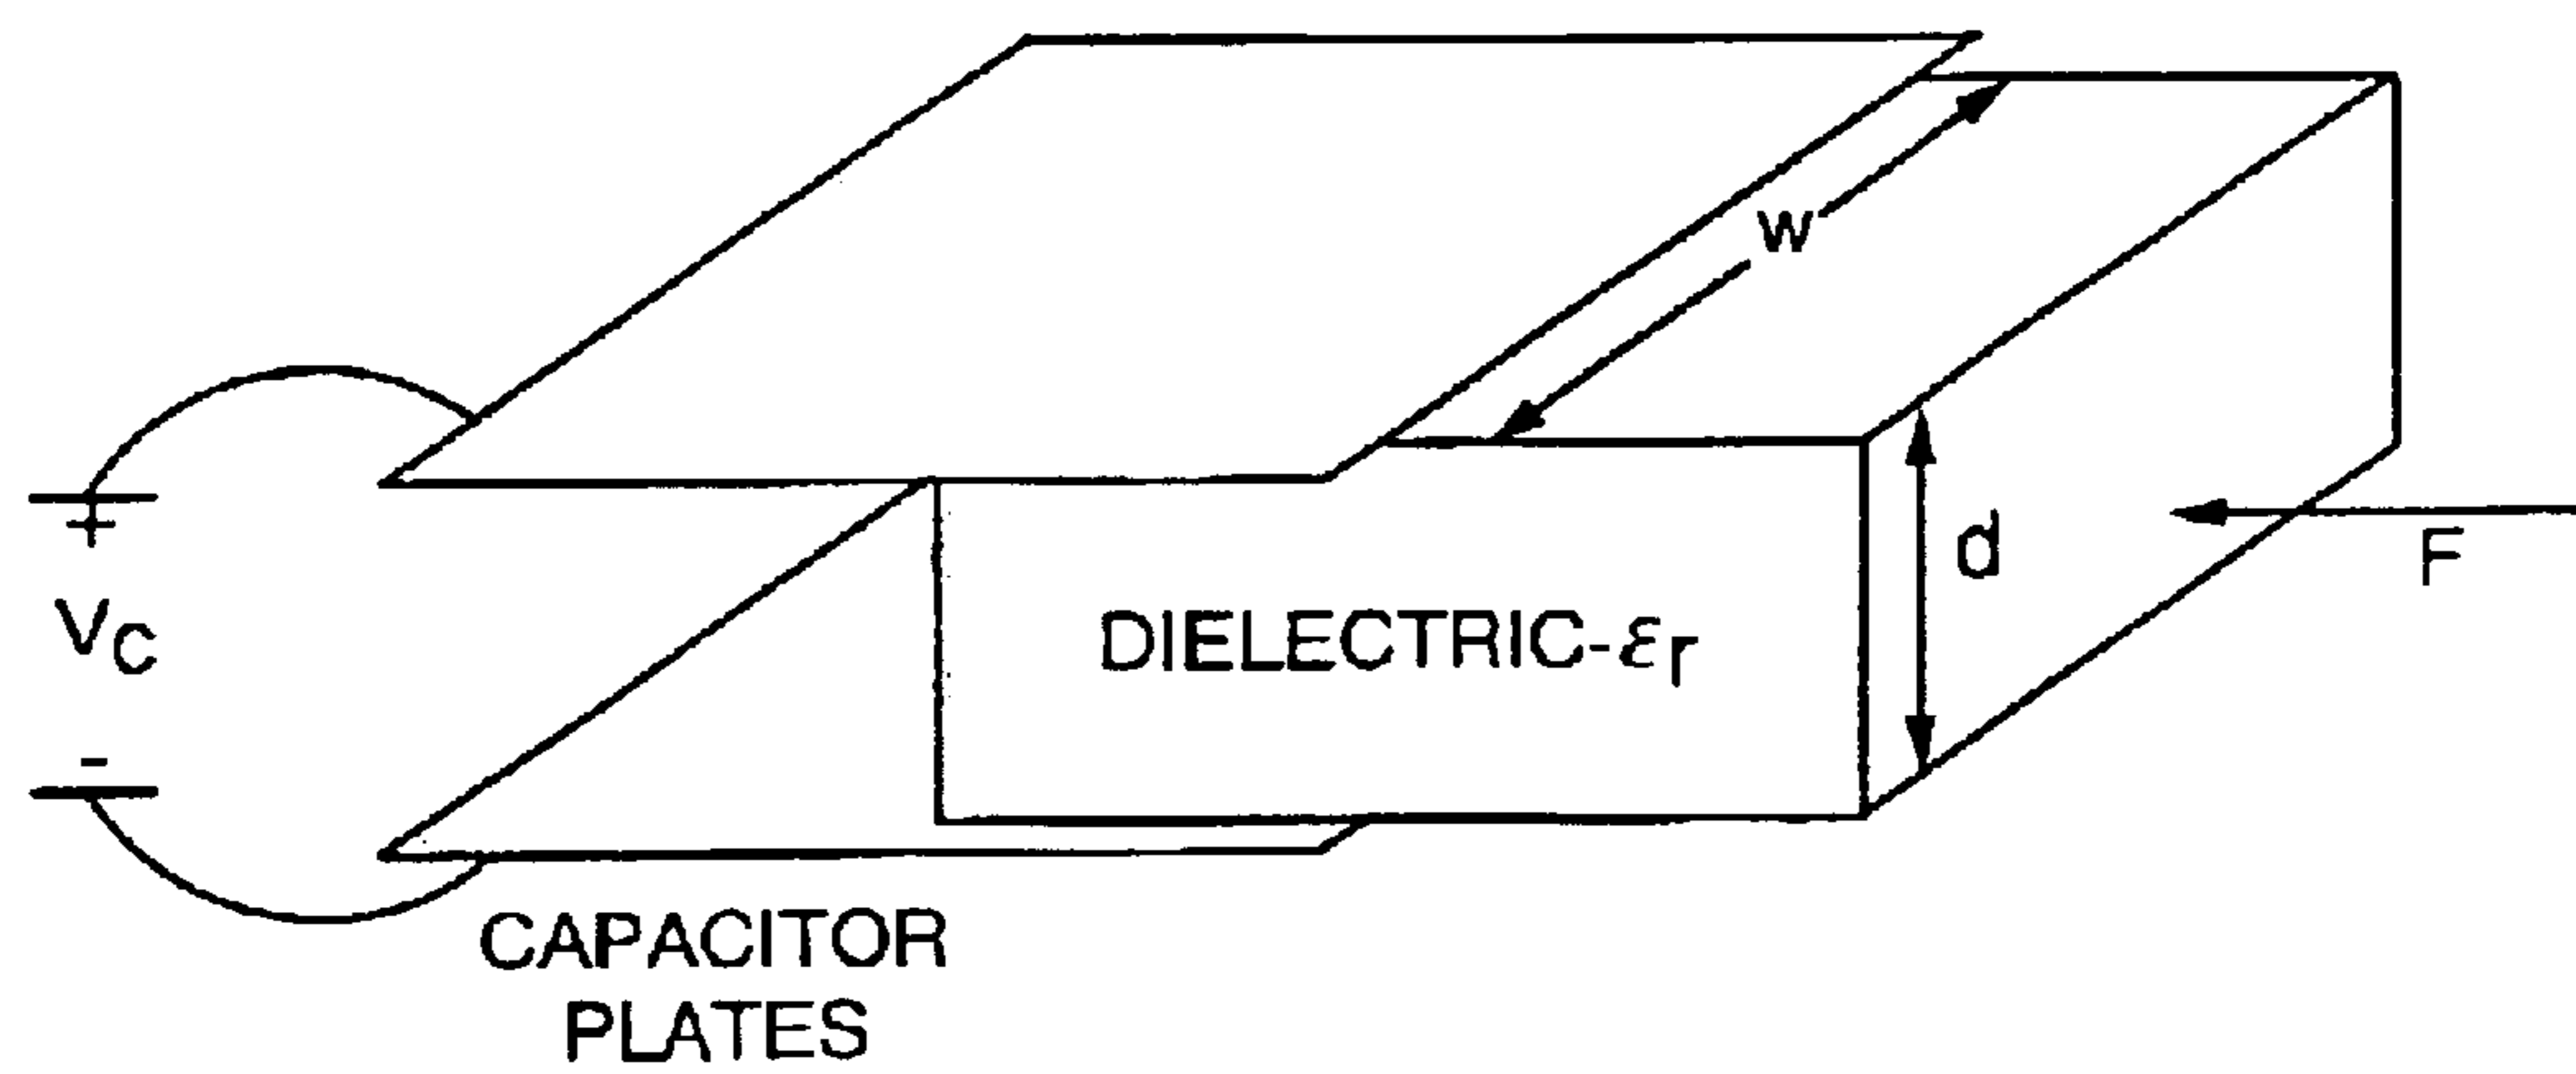 w
+
V_C
-
d
F
DIELECTRIC-ε_r
CAPACITOR
PLATES